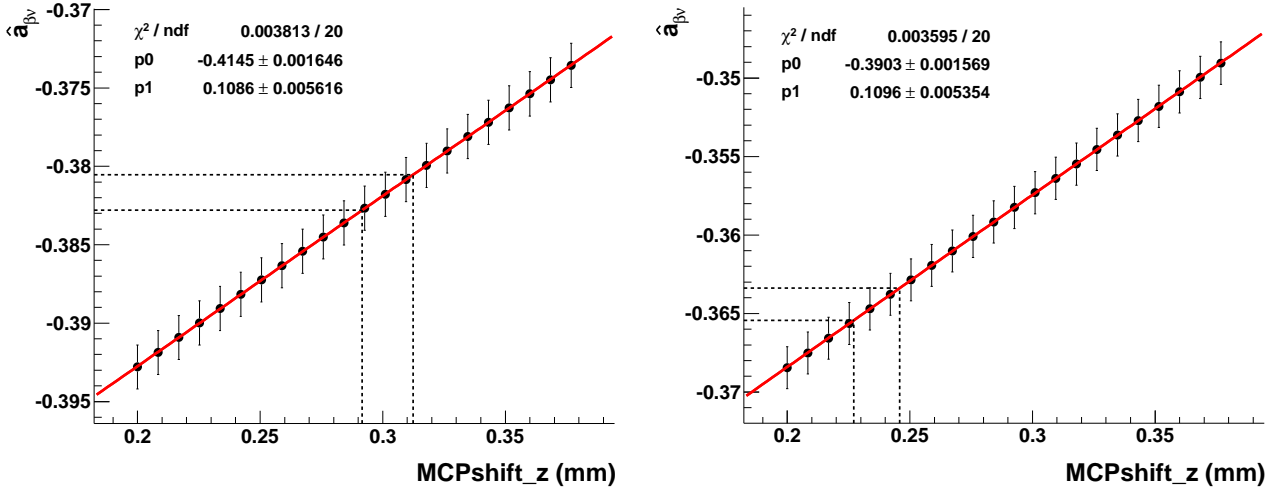 â_βν
-0.37
-0.375
-0.38
-0.385
-0.39
-0.395
χ² / ndf 0.003813 / 20
p0 -0.4145 ± 0.001646
p1 0.1086 ± 0.005616
0.2 0.25 0.3 0.35
MCPshift_z (mm)
â_βν
-0.35
-0.355
-0.36
-0.365
-0.37
χ² / ndf 0.003595 / 20
p0 -0.3903 ± 0.001569
p1 0.1096 ± 0.005354
0.2 0.25 0.3 0.35
MCPshift_z (mm)